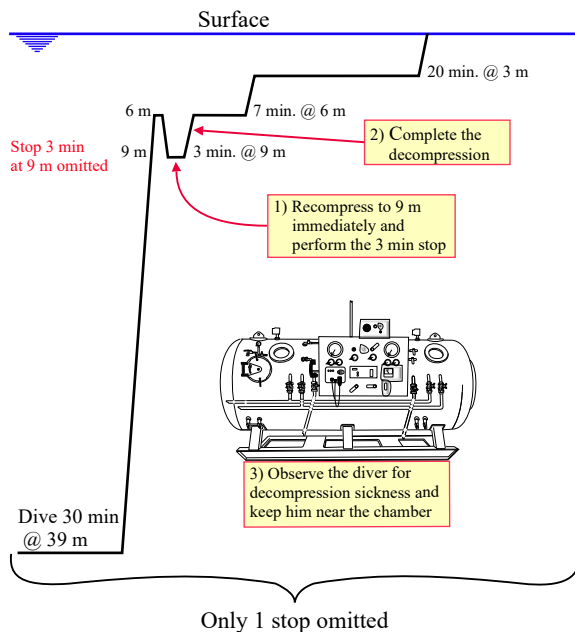 Surface
20 min. @ 3 m
6 m
7 min. @ 6 m
2) Complete the
decompression
Stop 3 min
at 9 m omitted
9 m
3 min. @ 9 m
1) Recompress to 9 m
immediately and
perform the 3 min stop
3) Observe the diver for
decompression sickness and
keep him near the chamber
Dive 30 min
@ 39 m
Only 1 stop omitted